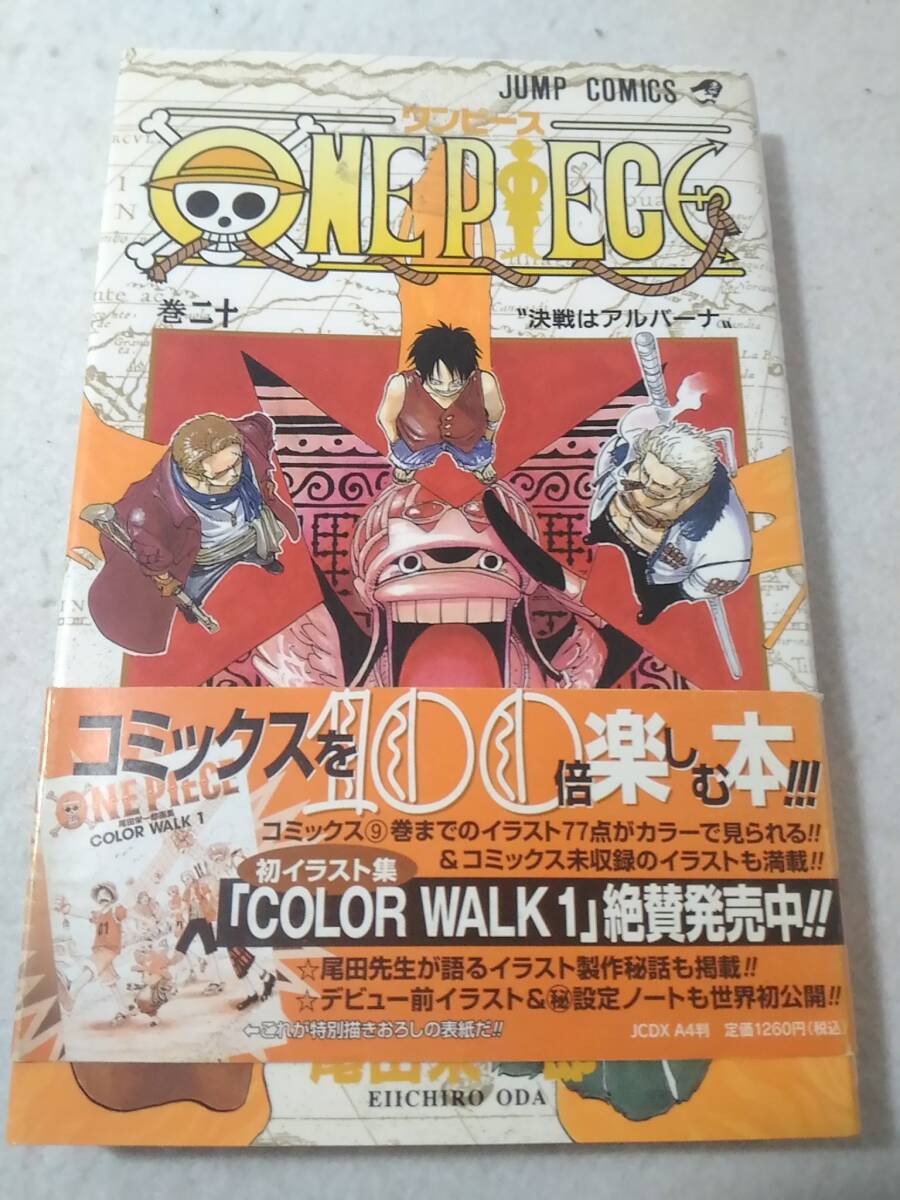 JUMP COMICS
ワンピース
ONE PIECE
巻二十
〝決戦はアルバーナ〟
コミックスを100倍楽しむ本!!!
コミックス⑨巻までのイラスト77点がカラーで見られる!!
&コミックス未収録のイラストも満載!!
初イラスト集
「COLOR WALK 1」絶賛発売中!!
ONE PIECE
尾田栄一郎画集
COLOR WALK 1
☆尾田先生が語るイラスト製作秘話も掲載!!
☆デビュー前イラスト&㊙設定ノートも世界初公開!!
←これが特別描きおろしの表紙だ!!
JCDX A4判 定価1260円(税込)
EIICHIRO ODA